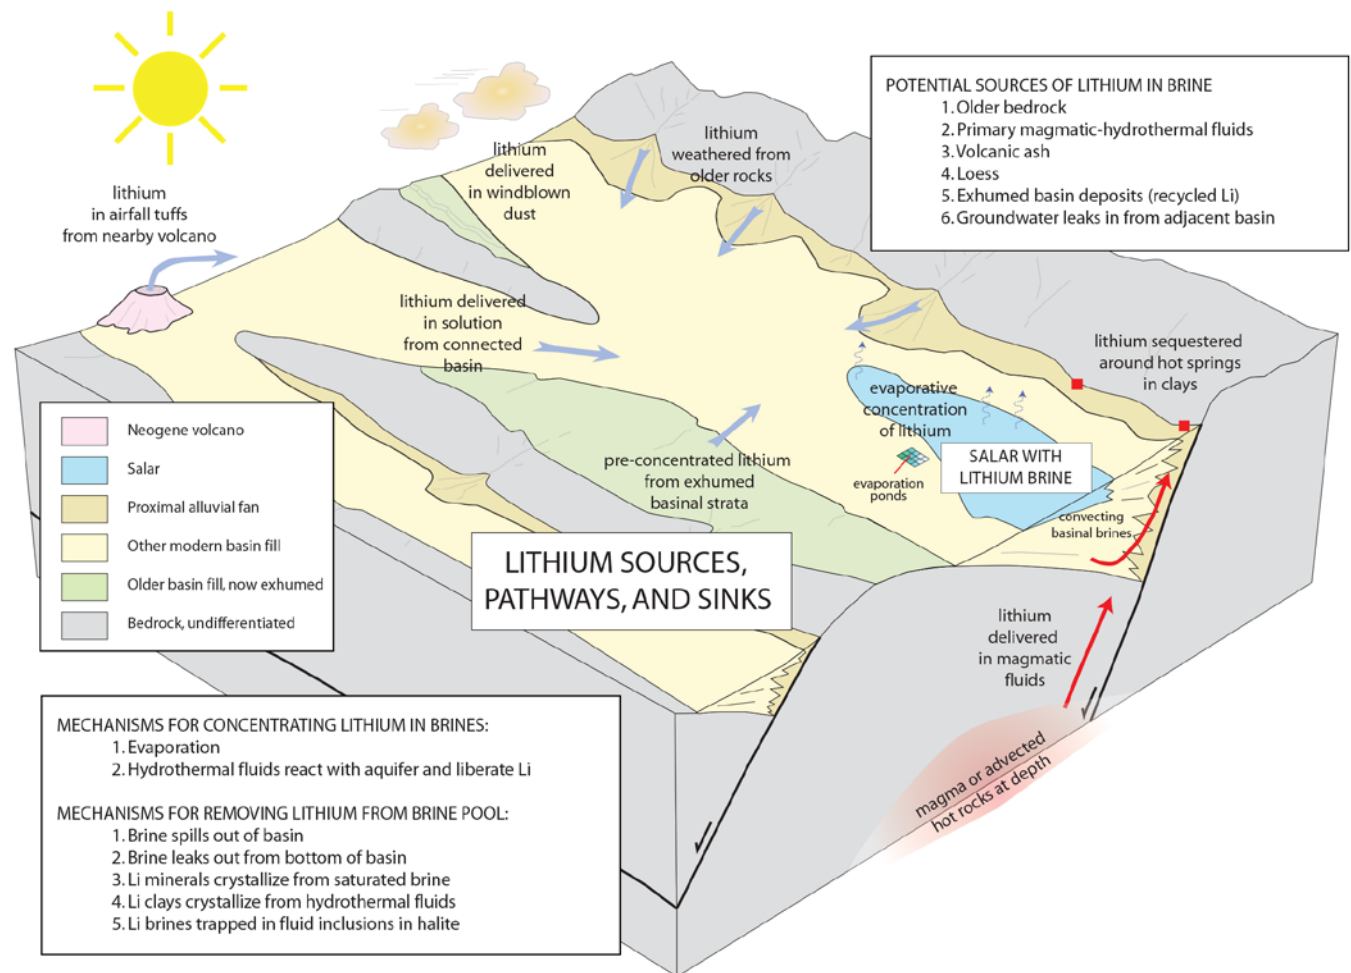 POTENTIAL SOURCES OF LITHIUM IN BRINE
1. Older bedrock
2. Primary magmatic-hydrothermal fluids
3. Volcanic ash
4. Loess
5. Exhumed basin deposits (recycled Li)
6. Groundwater leaks in from adjacent basin
lithium
weathered from
older rocks
lithium
delivered
in windblown
dust
lithium
in airfall tuffs
from nearby volcano
lithium delivered
in solution
from connected
basin
lithium sequestered
around hot springs
in clays
evaporative
concentration
of lithium
SALAR WITH
LITHIUM BRINE
evaporation
ponds
pre-concentrated lithium
from exhumed
basinal strata
convecting
basinal brines
Neogene volcano
Salar
Proximal alluvial fan
Other modern basin fill
Older basin fill, now exhumed
Bedrock, undifferentiated
LITHIUM SOURCES,
PATHWAYS, AND SINKS
lithium
delivered
in magmatic
fluids
magma or advected
hot rocks at depth
MECHANISMS FOR CONCENTRATING LITHIUM IN BRINES:
1. Evaporation
2. Hydrothermal fluids react with aquifer and liberate Li
MECHANISMS FOR REMOVING LITHIUM FROM BRINE POOL:
1. Brine spills out of basin
2. Brine leaks out from bottom of basin
3. Li minerals crystallize from saturated brine
4. Li clays crystallize from hydrothermal fluids
5. Li brines trapped in fluid inclusions in halite